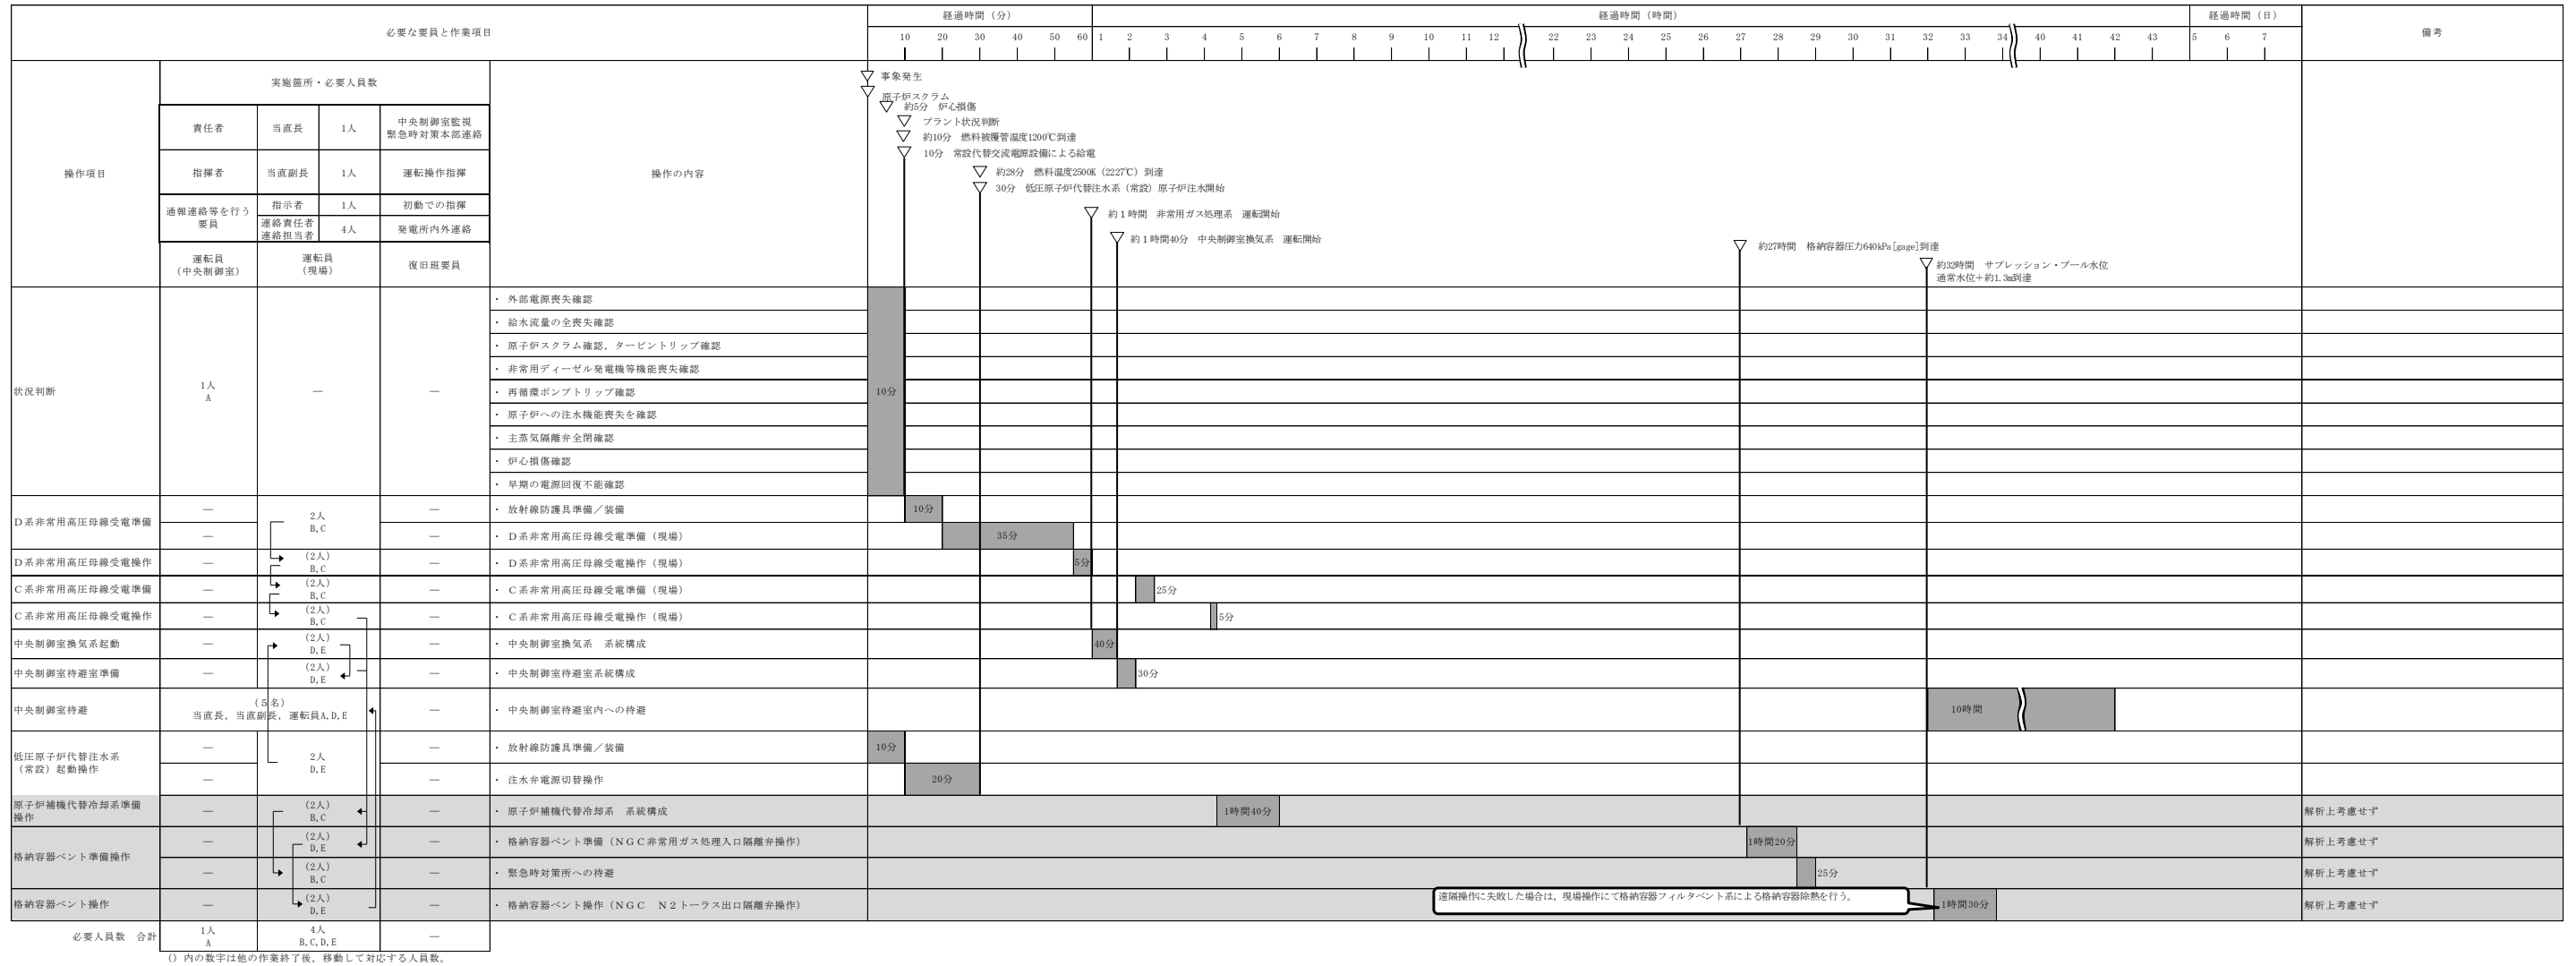 必要な要員と作業項目
経過時間（分）
経過時間（時間）
経過時間（日）
備考
10 20 30 40 50 60 1 2 3 4 5 6 7 8 9 10 11 12 22 23 24 25 26 27 28 29 30 31 32 33 34 40 41 42 43 5 6 7
操作項目
実施箇所・必要人員数
操作の内容
責任者 当直長 1人 中央制御室監視
緊急時対策本部連絡
指揮者 当直副長 1人 運転操作指揮
通報連絡等を行う
要員
指示者 1人 初動での指揮
連絡責任者
連絡担当者
4人 発電所内外連絡
運転員
（中央制御室）
運転員
（現場）
復旧班要員
事象発生
原子炉スクラム
約5分 炉心損傷
プラント状況判断
約10分 燃料被覆管温度1200℃到達
10分 常設代替交流電源設備による給電
約28分 燃料温度2500K（2227℃）到達
30分 低圧原子炉代替注水系（常設）原子炉注水開始
約１時間 非常用ガス処理系 運転開始
約１時間40分 中央制御室換気系 運転開始
約27時間 格納容器圧力640kPa[gage]到達
約32時間 サプレッション・プール水位
通常水位＋約1.3m到達
状況判断
1人
A
― ―
・ 外部電源喪失確認
・ 給水流量の全喪失確認
・ 原子炉スクラム確認，タービントリップ確認
・ 非常用ディーゼル発電機等機能喪失確認
・ 再循環ポンプトリップ確認
・ 原子炉への注水機能喪失を確認
・ 主蒸気隔離弁全閉確認
・ 炉心損傷確認
・ 早期の電源回復不能確認
10分
Ｄ系非常用高圧母線受電準備
2人
B,C
― ― ・ 放射線防護具準備／装備 10分
― ― ・ Ｄ系非常用高圧母線受電準備（現場） 35分
Ｄ系非常用高圧母線受電操作 ― （2人）
B,C
― ・ Ｄ系非常用高圧母線受電操作（現場） 5分
Ｃ系非常用高圧母線受電準備 ― （2人）
B,C
― ・ Ｃ系非常用高圧母線受電準備（現場） 25分
Ｃ系非常用高圧母線受電操作 ― （2人）
B,C
― ・ Ｃ系非常用高圧母線受電操作（現場） 5分
中央制御室換気系起動 ― （2人）
D,E
― ・ 中央制御室換気系 系統構成 40分
中央制御室待避室準備 ― （2人）
D,E
― ・ 中央制御室待避室系統構成 30分
中央制御室待避 （５名）
当直長，当直副長，運転員A,D,E
― ・ 中央制御室待避室内への待避 10時間
低圧原子炉代替注水系
（常設）起動操作
2人
D,E
― ― ・ 放射線防護具準備／装備 10分
― ― ・ 注水弁電源切替操作 20分
原子炉補機代替冷却系準備
操作
― （2人）
B,C
― ・ 原子炉補機代替冷却系 系統構成 1時間40分 解析上考慮せず
格納容器ベント準備操作
― （2人）
D,E
― ・ 格納容器ベント準備（ＮＧＣ非常用ガス処理入口隔離弁操作） 1時間20分 解析上考慮せず
― （2人）
B,C
― ・ 緊急時対策所への待避 25分 解析上考慮せず
格納容器ベント操作 ― （2人）
D,E
― ・ 格納容器ベント操作（ＮＧＣ Ｎ２トーラス出口隔離弁操作） 遠隔操作に失敗した場合は，現場操作にて格納容器フィルタベント系による格納容器除熱を行う。 1時間30分 解析上考慮せず
必要人員数 合計 1人
A
4人
B,C,D,E
―
（）内の数字は他の作業終了後，移動して対応する人員数。